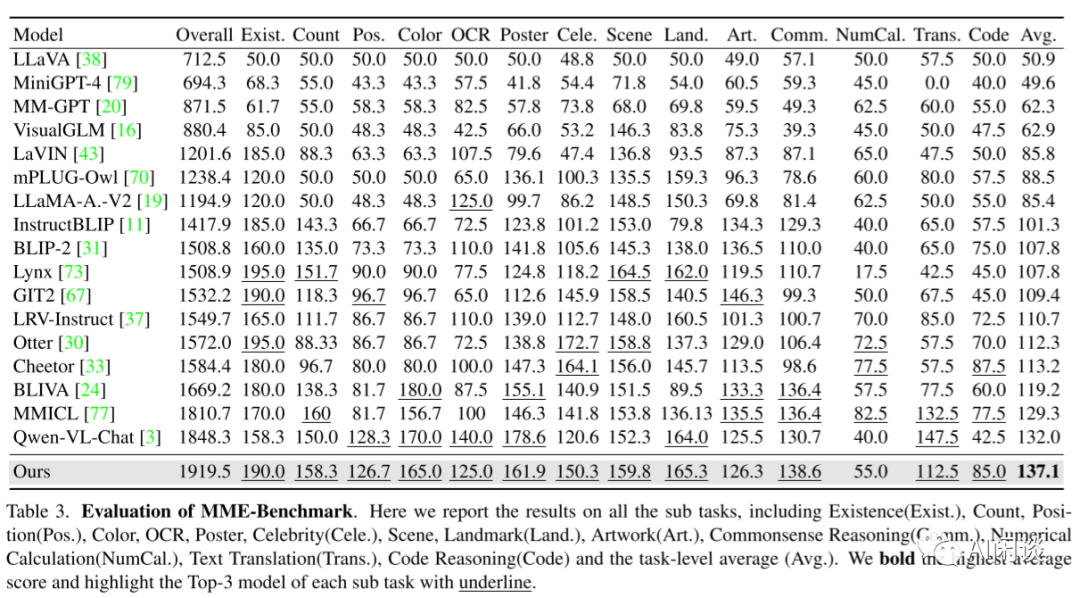 Model Overall Exist. Count Pos. Color OCR Poster Cele. Scene Land. Art. Comm. NumCal. Trans. Code Avg.
LLaVA [38] 712.5 50.0 50.0 50.0 50.0 50.0 50.0 48.8 50.0 50.0 49.0 57.1 50.0 57.5 50.0 50.9
MiniGPT-4 [79] 694.3 68.3 55.0 43.3 43.3 57.5 41.8 54.4 71.8 54.0 60.5 59.3 45.0 0.0 40.0 49.6
MM-GPT [20] 871.5 61.7 55.0 58.3 58.3 82.5 57.8 73.8 68.0 69.8 59.5 49.3 62.5 60.0 55.0 62.3
VisualGLM [16] 880.4 85.0 50.0 48.3 48.3 42.5 66.0 53.2 146.3 83.8 75.3 39.3 45.0 50.0 47.5 62.9
LaVIN [43] 1201.6 185.0 88.3 63.3 63.3 107.5 79.6 47.4 136.8 93.5 87.3 87.1 65.0 47.5 50.0 85.8
mPLUG-Owl [70] 1238.4 120.0 50.0 50.0 50.0 65.0 136.1 100.3 135.5 159.3 96.3 78.6 60.0 80.0 57.5 88.5
LLaMA-A.-V2 [19] 1194.9 120.0 50.0 48.3 48.3 125.0 99.7 86.2 148.5 150.3 69.8 81.4 62.5 50.0 55.0 85.4
InstructBLIP [11] 1417.9 185.0 143.3 66.7 66.7 72.5 123.8 101.2 153.0 79.8 134.3 129.3 40.0 65.0 57.5 101.3
BLIP-2 [31] 1508.8 160.0 135.0 73.3 73.3 110.0 141.8 105.6 145.3 138.0 136.5 110.0 40.0 65.0 75.0 107.8
Lynx [73] 1508.9 195.0 151.7 90.0 90.0 77.5 124.8 118.2 164.5 162.0 119.5 110.7 17.5 42.5 45.0 107.8
GIT2 [67] 1532.2 190.0 118.3 96.7 96.7 65.0 112.6 145.9 158.5 140.5 146.3 99.3 50.0 67.5 45.0 109.4
LRV-Instruct [37] 1549.7 165.0 111.7 86.7 86.7 110.0 139.0 112.7 148.0 160.5 101.3 100.7 70.0 85.0 72.5 110.7
Otter [30] 1572.0 195.0 88.33 86.7 86.7 72.5 138.8 172.7 158.8 137.3 129.0 106.4 72.5 57.5 70.0 112.3
Cheetor [33] 1584.4 180.0 96.7 80.0 80.0 100.0 147.3 164.1 156.0 145.7 113.5 98.6 77.5 57.5 87.5 113.2
BLIVA [24] 1669.2 180.0 138.3 81.7 180.0 87.5 155.1 140.9 151.5 89.5 133.3 136.4 57.5 77.5 60.0 119.2
MMICL [77] 1810.7 170.0 160 81.7 156.7 100 146.3 141.8 153.8 136.13 135.5 136.4 82.5 132.5 77.5 129.3
Qwen-VL-Chat [3] 1848.3 158.3 150.0 128.3 170.0 140.0 178.6 120.6 152.3 164.0 125.5 130.7 40.0 147.5 42.5 132.0
Ours 1919.5 190.0 158.3 126.7 165.0 125.0 161.9 150.3 159.8 165.3 126.3 138.6 55.0 112.5 85.0 137.1
Table 3. Evaluation of MME-Benchmark. Here we report the results on all the sub tasks, including Existence(Exist.), Count, Posi-
tion(Pos.), Color, OCR, Poster, Celebrity(Cele.), Scene, Landmark(Land.), Artwork(Art.), Commonsense Reasoning(Comm.), Numerical
Calculation(NumCal.), Text Translation(Trans.), Code Reasoning(Code) and the task-level average (Avg.). We bold the highest average
score and highlight the Top-3 model of each sub task with underline.
AI闲谈